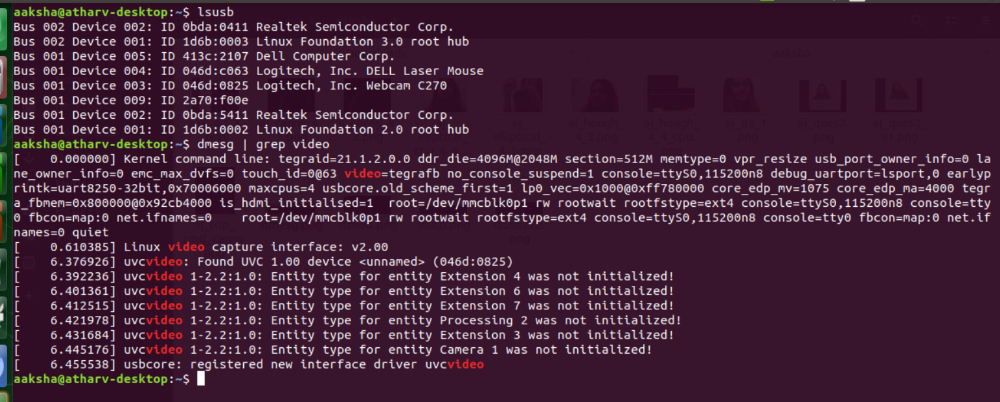 aaksha@atharv-desktop:~$ lsusb
Bus 002 Device 002: ID 0bda:0411 Realtek Semiconductor Corp.
Bus 002 Device 001: ID 1d6b:0003 Linux Foundation 3.0 root hub
Bus 001 Device 005: ID 413c:2107 Dell Computer Corp.
Bus 001 Device 004: ID 046d:c063 Logitech, Inc. DELL Laser Mouse
Bus 001 Device 003: ID 046d:0825 Logitech, Inc. Webcam C270
Bus 001 Device 009: ID 2a70:f00e
Bus 001 Device 002: ID 0bda:5411 Realtek Semiconductor Corp.
Bus 001 Device 001: ID 1d6b:0002 Linux Foundation 2.0 root hub
aaksha@atharv-desktop:~$ dmesg | grep video
[    0.000000] Kernel command line: tegraid=21.1.2.0.0 ddr_die=4096M@2048M section=512M memtype=0 vpr_resize usb_port_owner_info=0 la
ne_owner_info=0 emc_max_dvfs=0 touch_id=0@63 video=tegrafb no_console_suspend=1 console=ttyS0,115200n8 debug_uartport=lsport,0 earlyp
rintk=uart8250-32bit,0x70006000 maxcpus=4 usbcore.old_scheme_first=1 lp0_vec=0x1000@0xff780000 core_edp_mv=1075 core_edp_ma=4000 tegr
a_fbmem=0x800000@0x92cb4000 is_hdmi_initialised=1  root=/dev/mmcblk0p1 rw rootwait rootfstype=ext4 console=ttyS0,115200n8 console=tty
0 fbcon=map:0 net.ifnames=0    root=/dev/mmcblk0p1 rw rootwait rootfstype=ext4 console=ttyS0,115200n8 console=tty0 fbcon=map:0 net.if
names=0 quiet
[    0.610385] Linux video capture interface: v2.00
[    6.376926] uvcvideo: Found UVC 1.00 device <unnamed> (046d:0825)
[    6.392236] uvcvideo 1-2.2:1.0: Entity type for entity Extension 4 was not initialized!
[    6.401361] uvcvideo 1-2.2:1.0: Entity type for entity Extension 6 was not initialized!
[    6.412515] uvcvideo 1-2.2:1.0: Entity type for entity Extension 7 was not initialized!
[    6.421978] uvcvideo 1-2.2:1.0: Entity type for entity Processing 2 was not initialized!
[    6.431684] uvcvideo 1-2.2:1.0: Entity type for entity Extension 3 was not initialized!
[    6.445176] uvcvideo 1-2.2:1.0: Entity type for entity Camera 1 was not initialized!
[    6.455538] usbcore: registered new interface driver uvcvideo
aaksha@atharv-desktop:~$